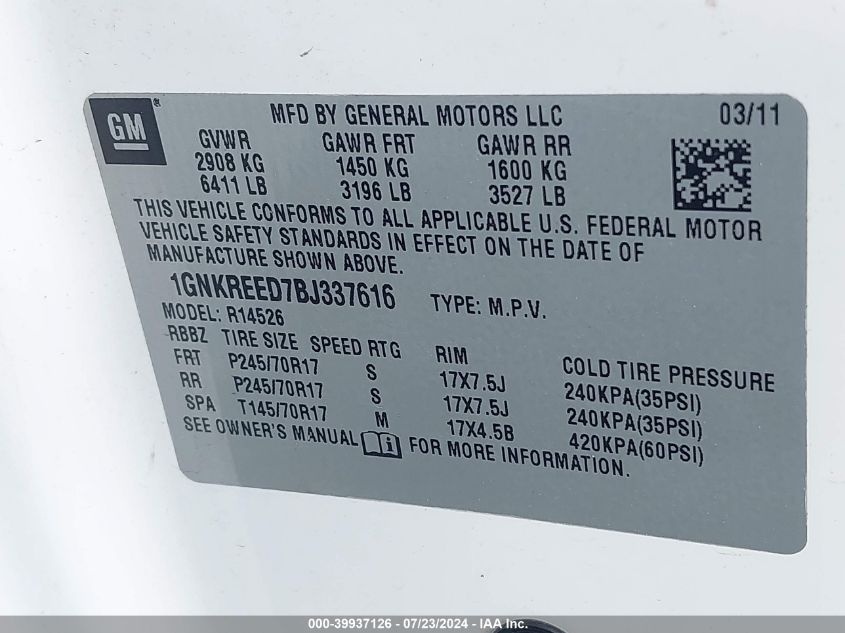 GM
MFD BY GENERAL MOTORS LLC 03/11
GVWR GAWR FRT GAWR RR
2908 KG 1450 KG 1600 KG
6411 LB 3196 LB 3527 LB
THIS VEHICLE CONFORMS TO ALL APPLICABLE U.S. FEDERAL MOTOR
VEHICLE SAFETY STANDARDS IN EFFECT ON THE DATE OF
MANUFACTURE SHOWN ABOVE.
1GNKREED7BJ337616 TYPE: M.P.V.
MODEL: R14526
RBBZ TIRE SIZE SPEED RTG RIM COLD TIRE PRESSURE
FRT P245/70R17 S 17X7.5J 240KPA(35PSI)
RR P245/70R17 S 17X7.5J 240KPA(35PSI)
SPA T145/70R17 M 17X4.5B 420KPA(60PSI)
SEE OWNER'S MANUAL FOR MORE INFORMATION.
000-39937126 - 07/23/2024 - IAA Inc.